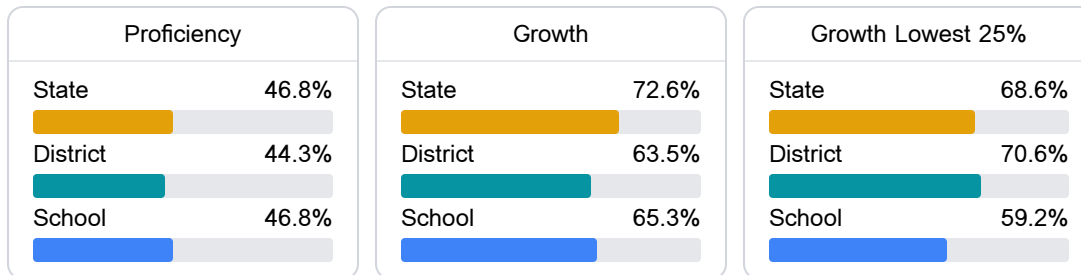 Proficiency
State 46.8%
District 44.3%
School 46.8%
Growth
State 72.6%
District 63.5%
School 65.3%
Growth Lowest 25%
State 68.6%
District 70.6%
School 59.2%